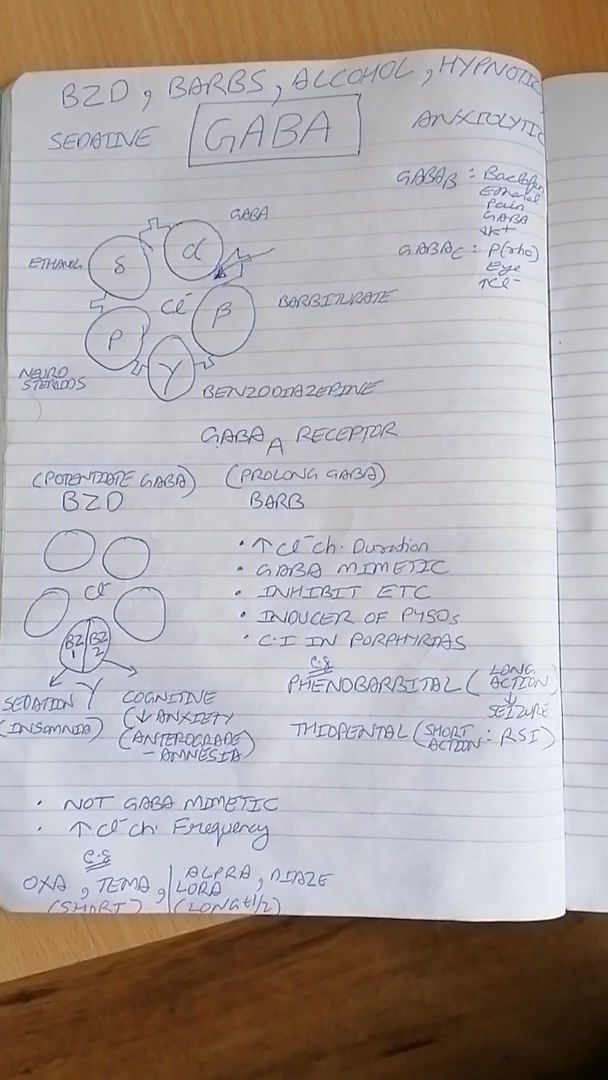 BZD, BARBS, ALCOHOL, HYPNOTIC
SEDATIVE GABA ANXIOLYTIC
GABA_B : Baclofen
Ethanol
Pain
GABA
↓K+
GABA_C : P(rho)
Eye
↑Cl-
GABA
ETHANOL
δ
α
Cl-
β
BARBITURATE
P
γ
NEURO
STEROIDS
BENZODIAZEPINE
GABA_A RECEPTOR
(POTENTIATE GABA) (PROLONG GABA)
BZD BARB
Cl-
BZ1 BZ2
γ
SEDATION
(INSOMNIA)
COGNITIVE
(↓ ANXIETY
(ANTEROGRADE
-AMNESIA)
• ↑ Cl- ch. Duration
• GABA MIMETIC
• INHIBIT ETC
• INDUCER OF P450s
• C.I IN PORPHYRIAS
e.g
PHENOBARBITAL (LONG ACTION)
↓
SEIZURE
THIOPENTAL (SHORT ACTION : RSI)
• NOT GABA MIMETIC
• ↑ Cl- ch. Frequency
e.g
OXA, TEMA, | ALPRA, DIAZE
LORA
(SHORT) | (LONG t1/2)